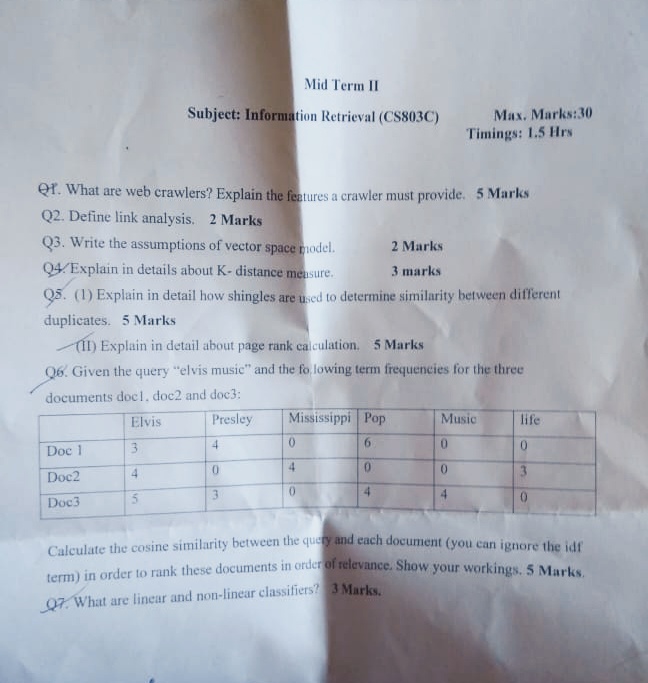 Mid Term II
Subject: Information Retrieval (CS803C) Max. Marks:30
Timings: 1.5 Hrs
Q1. What are web crawlers? Explain the features a crawler must provide. 5 Marks
Q2. Define link analysis. 2 Marks
Q3. Write the assumptions of vector space model. 2 Marks
Q4. Explain in details about K- distance measure. 3 marks
Q5. (1) Explain in detail how shingles are used to determine similarity between different
duplicates. 5 Marks
(II) Explain in detail about page rank calculation. 5 Marks
Q6. Given the query "elvis music" and the following term frequencies for the three
documents doc1, doc2 and doc3:
Elvis Presley Mississippi Pop Music life
Doc 1 3 4 0 6 0 0
Doc2 4 0 4 0 0 3
Doc3 5 3 0 4 4 0
Calculate the cosine similarity between the query and each document (you can ignore the idf
term) in order to rank these documents in order of relevance. Show your workings. 5 Marks.
Q7. What are linear and non-linear classifiers? 3 Marks.